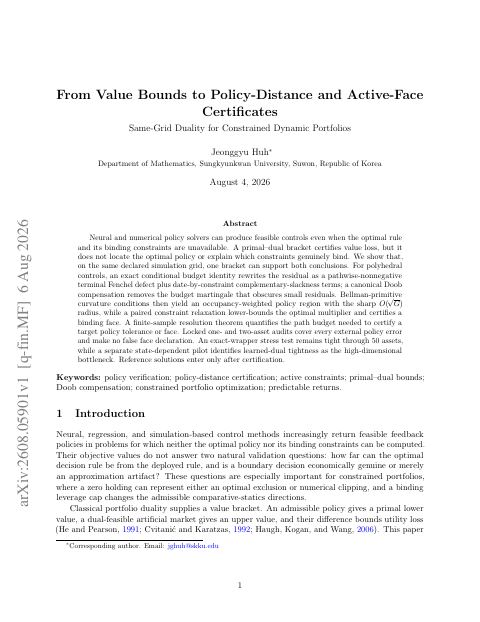 From Value Bounds to Policy-Distance and Active-Face
Certificates
Same-Grid Duality for Constrained Dynamic Portfolios
Jeonggyu Huh*
Department of Mathematics, Sungkyunkwan University, Suwon, Republic of Korea
August 4, 2026
arXiv:2608.05901v1 [q-fin.MF] 6 Aug 2026
Abstract
Neural and numerical policy solvers can produce feasible controls even when the optimal rule
and its binding constraints are unavailable. A primal–dual bracket certifies value loss, but it
does not locate the optimal policy or explain which constraints genuinely bind. We show that,
on the same declared simulation grid, one bracket can support both conclusions. For polyhedral
controls, an exact conditional budget identity rewrites the residual as a pathwise-nonnegative
terminal Fenchel defect plus date-by-constraint complementary-slackness terms; a canonical Doob
compensation removes the budget martingale that obscures small residuals. Bellman-primitive
curvature conditions then yield an occupancy-weighted policy region with the sharp O(√G)
radius, while a paired constraint relaxation lower-bounds the optimal multiplier and certifies a
binding face. A finite-sample resolution theorem quantifies the path budget needed to certify a
target policy tolerance or face. Locked one- and two-asset audits cover every external policy error
and make no false face declaration. An exact-wrapper stress test remains tight through 50 assets,
while a separate state-dependent pilot identifies learned-dual tightness as the high-dimensional
bottleneck. Reference solutions enter only after certification.
Keywords: policy verification; policy-distance certification; active constraints; primal–dual bounds;
Doob compensation; constrained portfolio optimization; predictable returns.
1 Introduction
Neural, regression, and simulation-based control methods increasingly return feasible feedback
policies in problems for which neither the optimal policy nor its binding constraints can be computed.
Their objective values do not answer two natural validation questions: how far can the optimal
decision rule be from the deployed rule, and is a boundary decision economically genuine or merely
an approximation artifact? These questions are especially important for constrained portfolios,
where a zero holding can represent either an optimal exclusion or numerical clipping, and a binding
leverage cap changes the admissible comparative-statics directions.
Classical portfolio duality supplies a value bracket. An admissible policy gives a primal lower
value, a dual-feasible artificial market gives an upper value, and their difference bounds utility loss
(He and Pearson, 1991; Cvitanić and Karatzas, 1992; Haugh, Kogan, and Wang, 2006). This paper
*Corresponding author. Email: jghuh@skku.edu
1